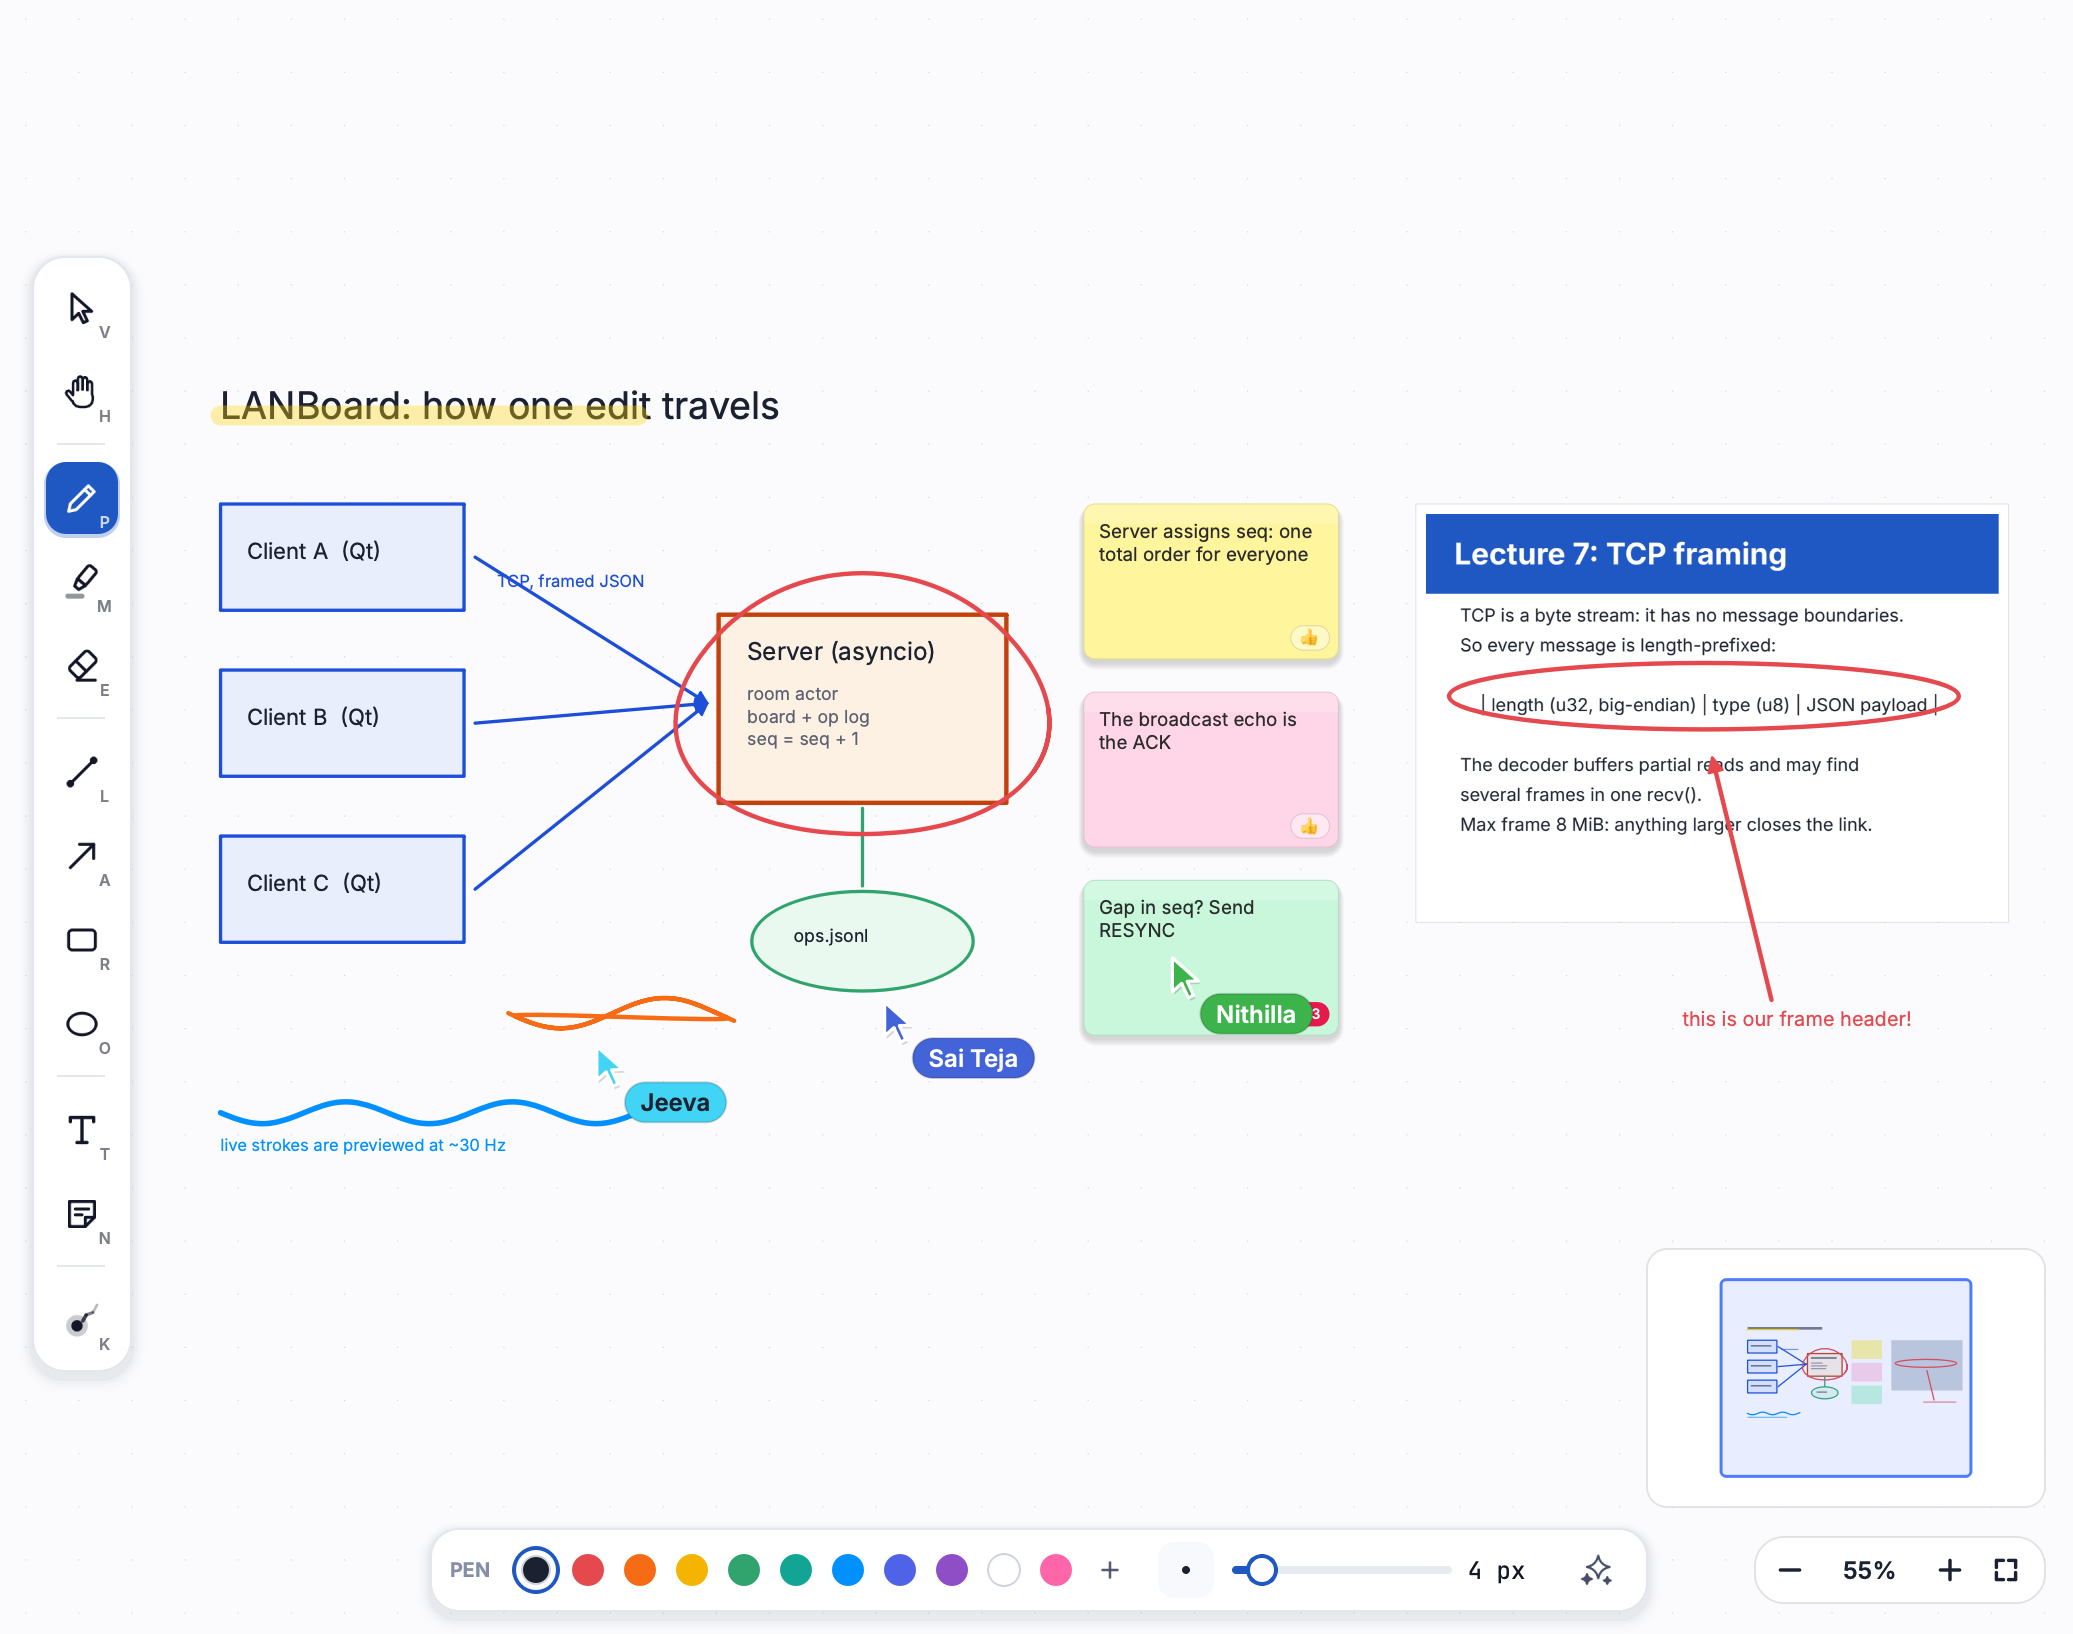 V
H
P
M
E
L
A
R
O
T
N
K
LANBoard: how one edit travels
Client A (Qt)
Client B (Qt)
Client C (Qt)
TCP, framed JSON
Server (asyncio)
room actor
board + op log
seq = seq + 1
ops.jsonl
Server assigns seq: one
total order for everyone
👍
The broadcast echo is
the ACK
👍
Gap in seq? Send
RESYNC
Nithilla
3
Sai Teja
Jeeva
live strokes are previewed at ~30 Hz
Lecture 7: TCP framing
TCP is a byte stream: it has no message boundaries.
So every message is length-prefixed:
| length (u32, big-endian) | type (u8) | JSON payload |
The decoder buffers partial reads and may find
several frames in one recv().
Max frame 8 MiB: anything larger closes the link.
this is our frame header!
PEN
4 px
55%